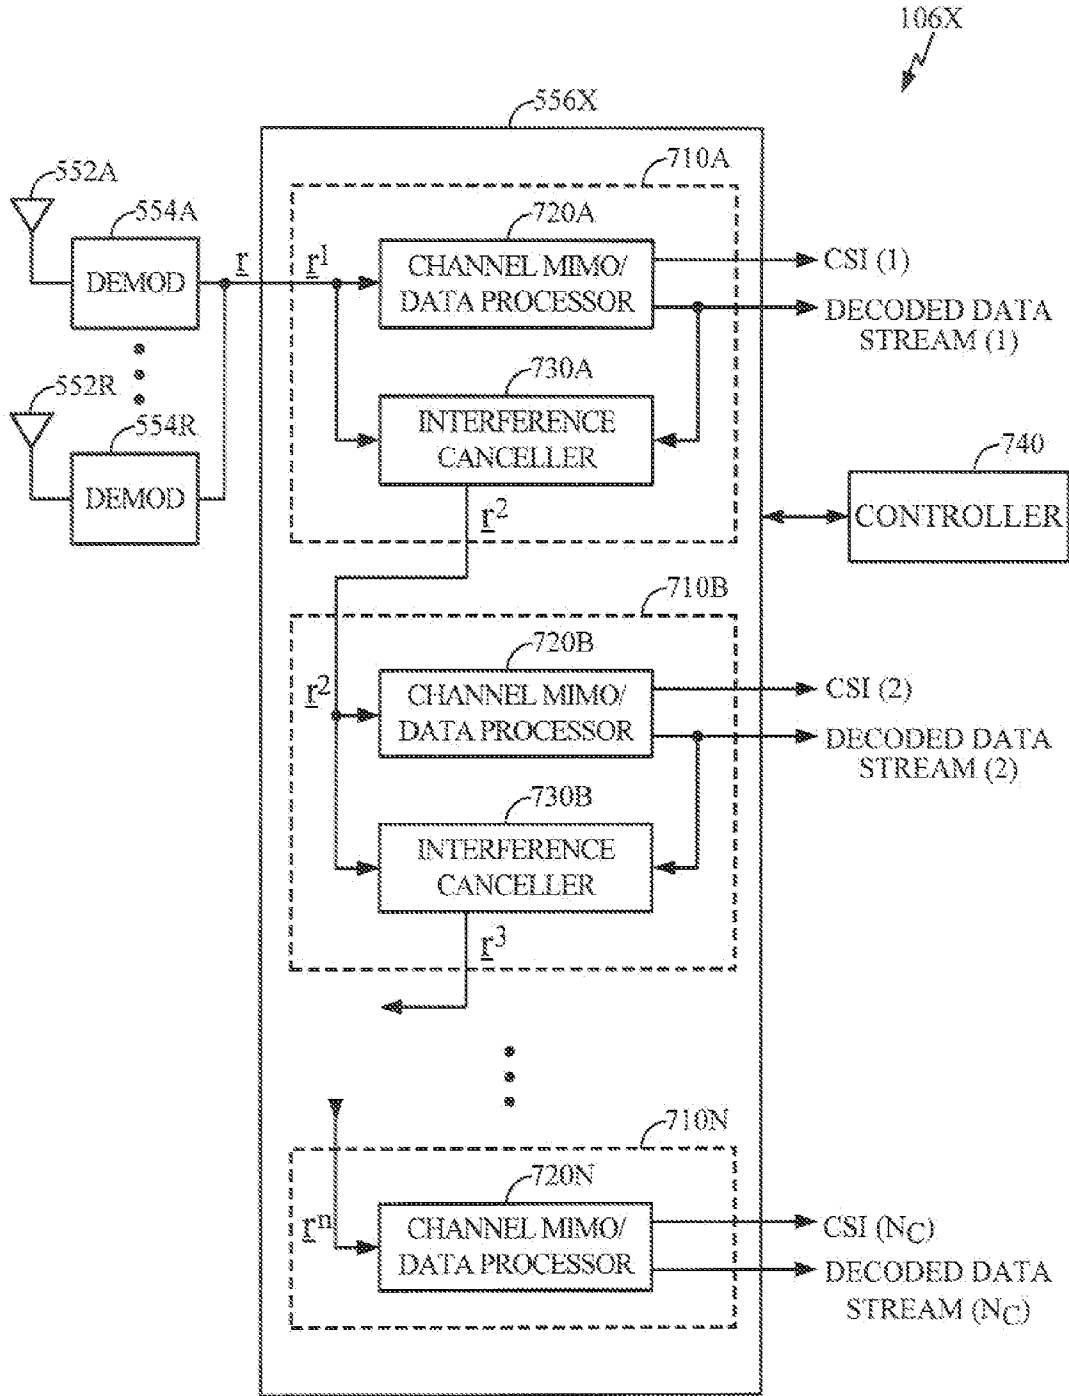 106X
556X
552A
554A
DEMOD
r
r1
710A
720A
CHANNEL MIMO/
DATA PROCESSOR
CSI (1)
DECODED DATA
STREAM (1)
552R
554R
DEMOD
730A
INTERFERENCE
CANCELLER
r2
740
CONTROLLER
710B
720B
r2
CHANNEL MIMO/
DATA PROCESSOR
CSI (2)
DECODED DATA
STREAM (2)
730B
INTERFERENCE
CANCELLER
r3
710N
720N
rn
CHANNEL MIMO/
DATA PROCESSOR
CSI (NC)
DECODED DATA
STREAM (NC)